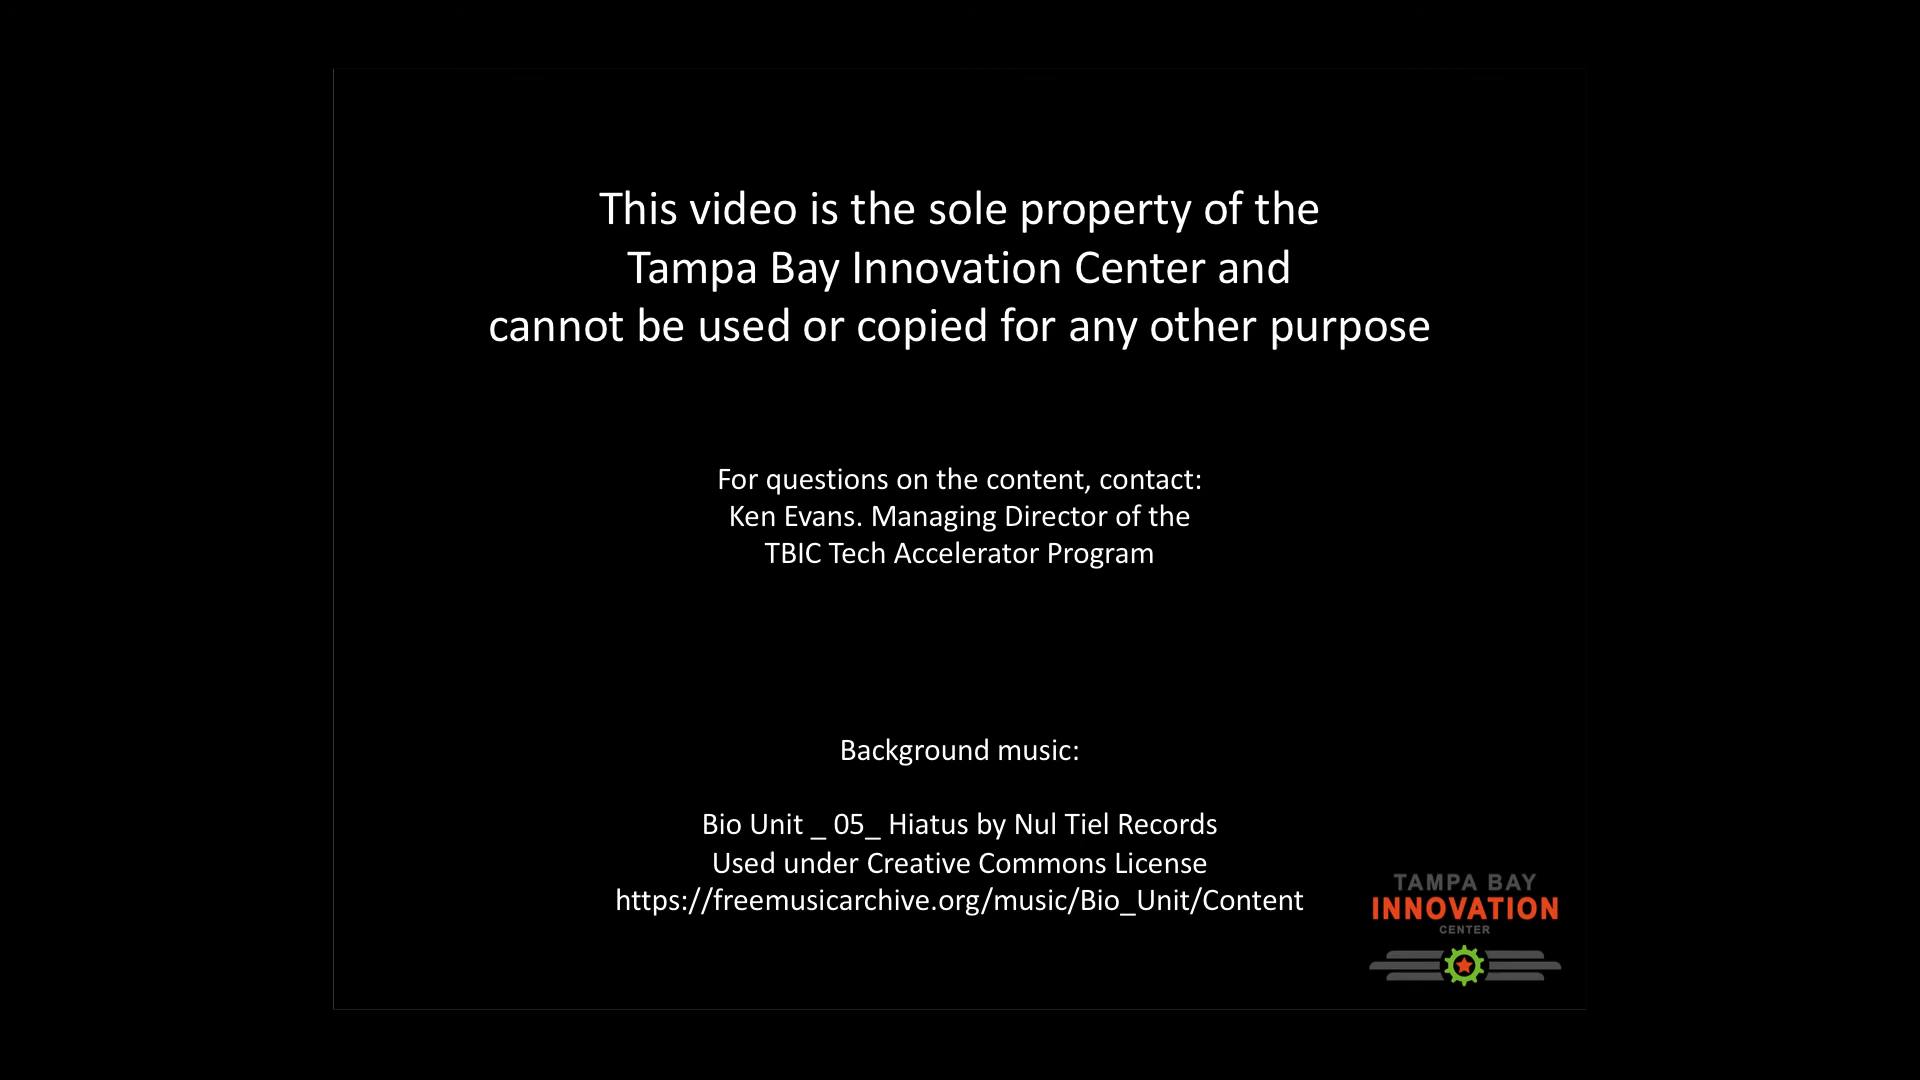 This video is the sole property of the
Tampa Bay Innovation Center and
cannot be used or copied for any other purpose
For questions on the content, contact:
Ken Evans. Managing Director of the
TBIC Tech Accelerator Program
Background music:
Bio Unit _ 05_ Hiatus by Nul Tiel Records
Used under Creative Commons License
https://freemusicarchive.org/music/Bio_Unit/Content
TAMPA BAY
INNOVATION
CENTER